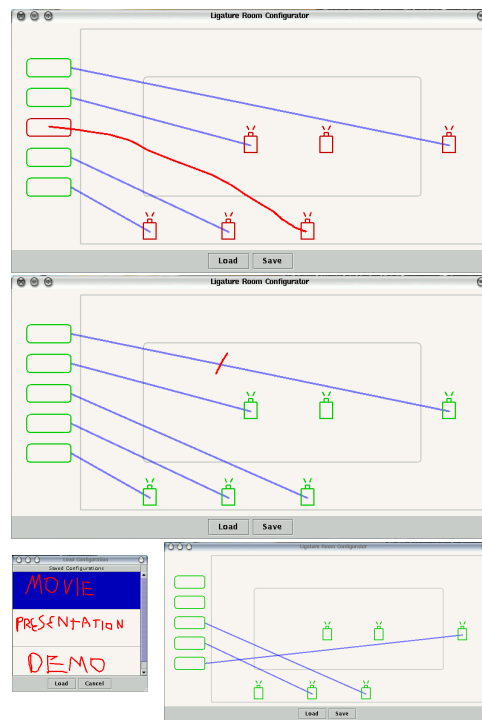 Ligature Room Configurator
Load Save
Ligature Room Configurator
Load Save
Load Configuration
Saved Configurations
MOVIE
PRESENTATION
DEMO
Load Cancel
Ligature Room Configurator
Load Save